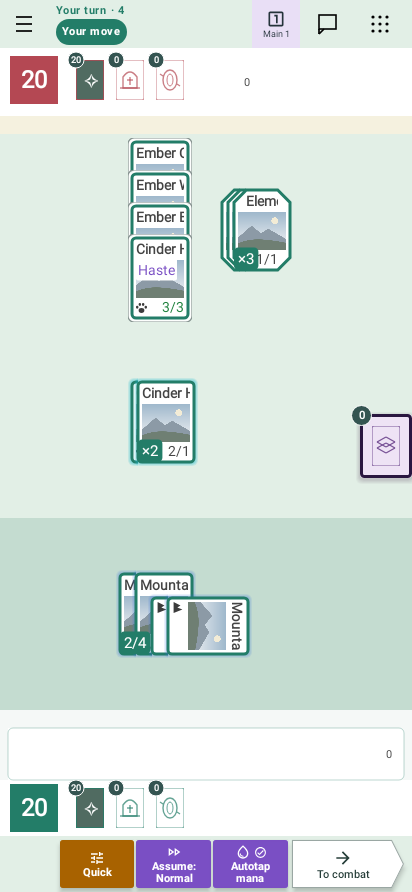 Your turn · 4
Your move
1
Main 1
20
20
0
0
0
Ember
Ember
Ember
Cinder
Haste
3/3
Elem
×3
1/1
Cinder
×2
2/1
0
M
Mounta
2/4
Mounta
0
20
20
0
0
Quick
Assume:
Normal
Autotap
mana
To combat